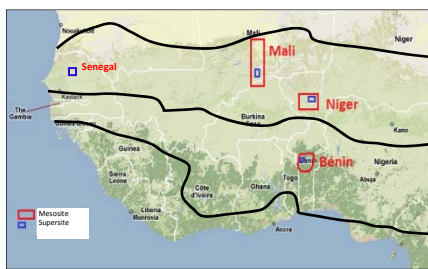 Nouakchott
Mali
Niger
Mali
Senegal
Kaolack
Niger
The
Gambia
Burkina
Kano
Guinea
Bénin
Nigeria
Sierra
Leone
Côte
d'Ivoire
Ghana
Togo
Abuja
Liberia
Monrovia
Accra
Mesosite
Supersite